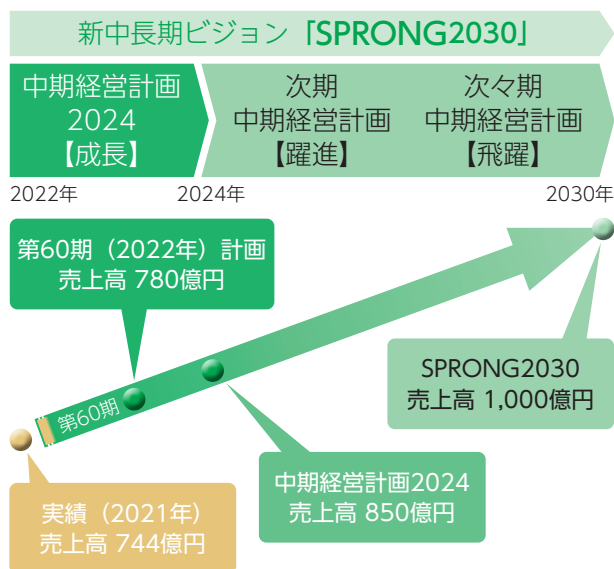 新中長期ビジョン「SPRONG2030」
中期経営計画
2024
【成長】
次期
中期経営計画
【躍進】
次々期
中期経営計画
【飛躍】
2022年
2024年
2030年
第60期（2022年）計画
売上高 780億円
SPRONG2030
売上高 1,000億円
第60期
中期経営計画2024
売上高 850億円
実績（2021年）
売上高 744億円